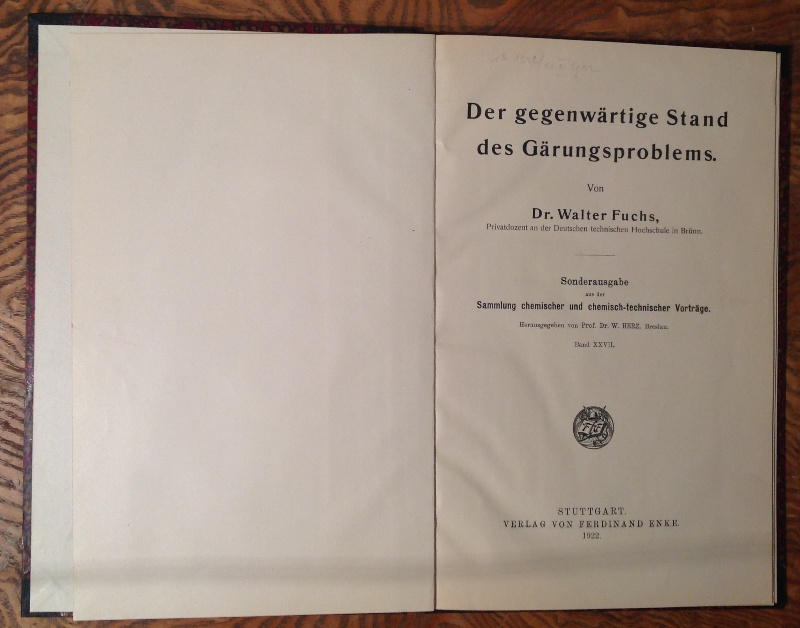 Der gegenwärtige Stand
des Gärungsproblems.
Von
Dr. Walter Fuchs,
Privatdozent an der Deutschen technischen Hochschule in Brünn.
Sonderausgabe
aus der
Sammlung chemischer und chemisch-technischer Vorträge.
Herausgegeben von Prof. Dr. W. HERZ, Breslau.
Band XXVII.
STUTTGART.
VERLAG VON FERDINAND ENKE.
1922.